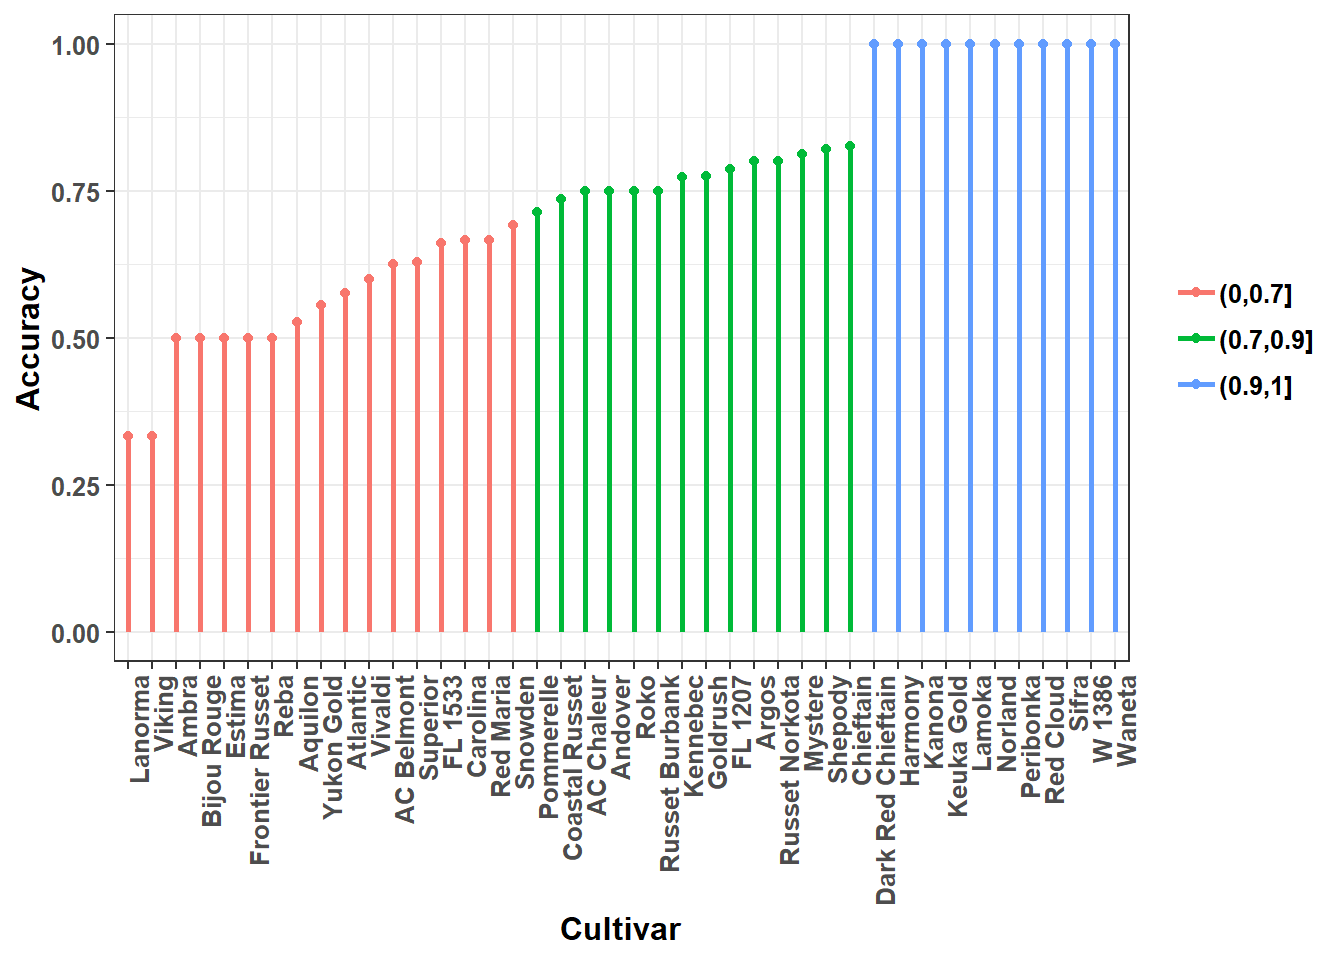 1.00
0.75
0.50
0.25
0.00
Accuracy
Lanorma
Viking
Ambra
Bijou Rouge
Estima
Frontier Russet
Reba
Aquilon
Yukon Gold
Atlantic
Vivaldi
AC Belmont
Superior
FL 1533
Carolina
Red Maria
Snowden
Pommerelle
Coastal Russet
AC Chaleur
Andover
Roko
Russet Burbank
Kennebec
Goldrush
FL 1207
Argos
Russet Norkota
Mystere
Shepody
Chieftain
Dark Red Chieftain
Harmony
Kanona
Keuka Gold
Lamoka
Norland
Peribonka
Red Cloud
Sifra
W 1386
Waneta
Cultivar
(0,0.7]
(0.7,0.9]
(0.9,1]